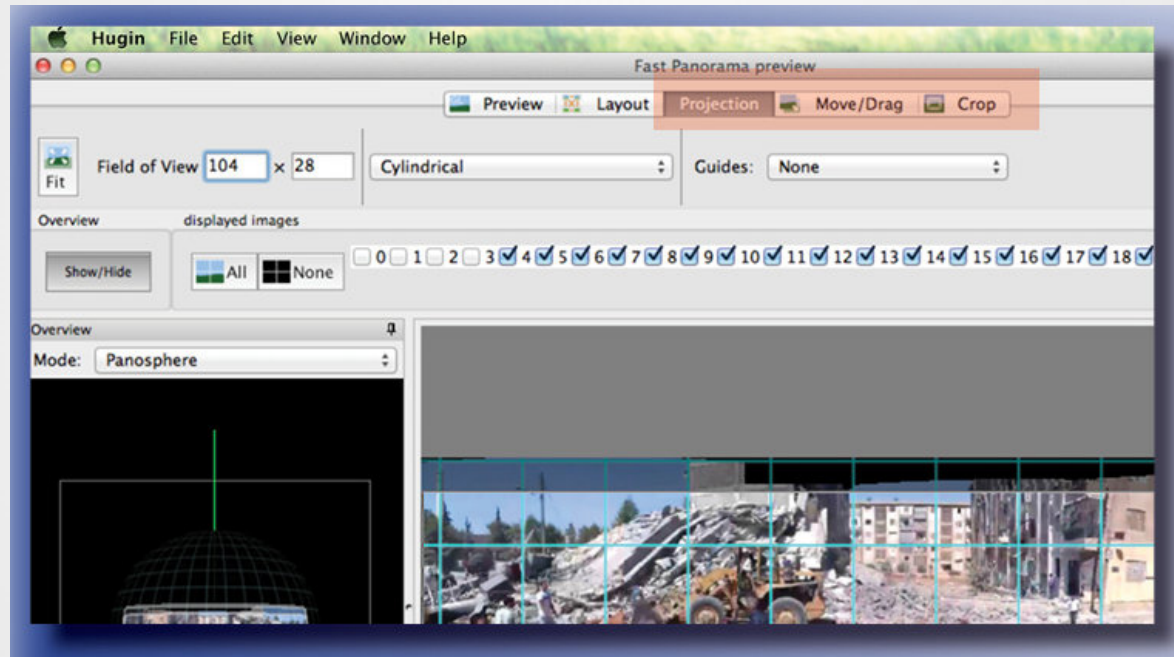 Hugin File Edit View Window Help
Fast Panorama preview
Preview Layout Projection Move/Drag Crop
Fit Field of View 104 x 28 Cylindrical Guides: None
Overview displayed images
Show/Hide All None 0 1 2 3 4 5 6 7 8 9 10 11 12 13 14 15 16 17 18
Overview
Mode: Panosphere